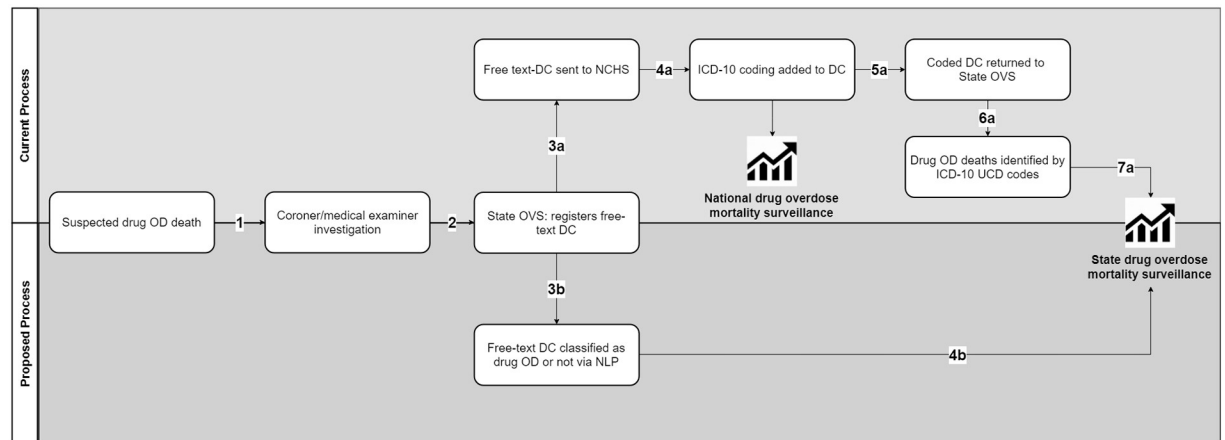 Current Process
Free text-DC sent to NCHS
4a
ICD-10 coding added to DC
5a
Coded DC returned to
State OVS
6a
3a
Drug OD deaths identified by
ICD-10 UCD codes
7a
National drug overdose
mortality surveillance
Suspected drug OD death
1
Coroner/medical examiner
investigation
2
State OVS: registers free-
text DC
State drug overdose
mortality surveillance
Proposed Process
3b
Free-text DC classified as
drug OD or not via NLP
4b